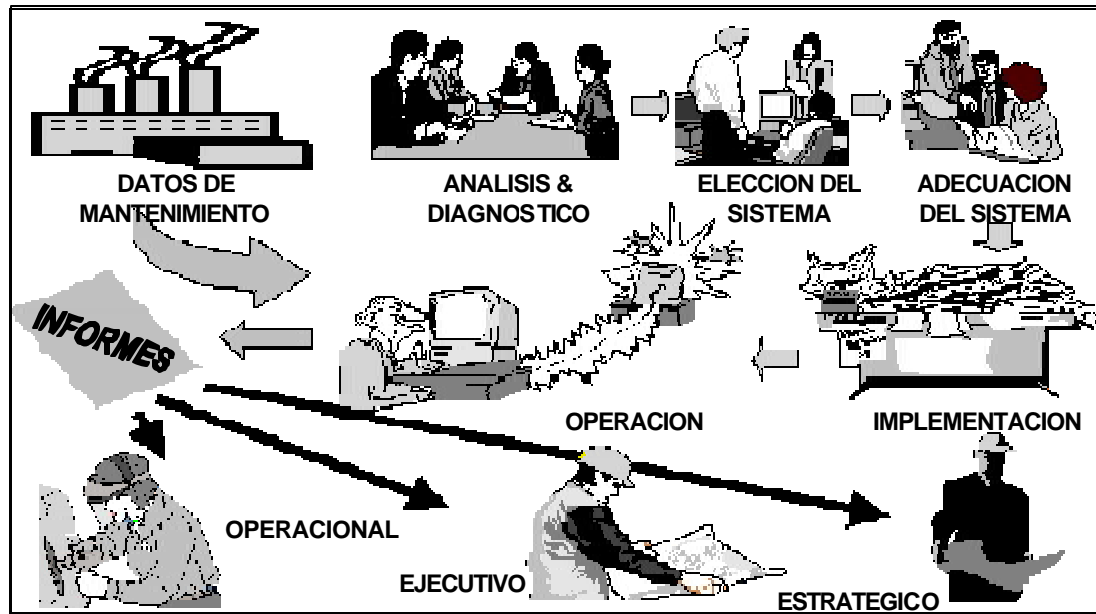 DATOS DE
MANTENIMIENTO
ANALISIS &
DIAGNOSTICO
ELECCION DEL
SISTEMA
ADECUACION
DEL SISTEMA
INFORMES
OPERACION
IMPLEMENTACION
OPERACIONAL
EJECUTIVO
ESTRATEGICO